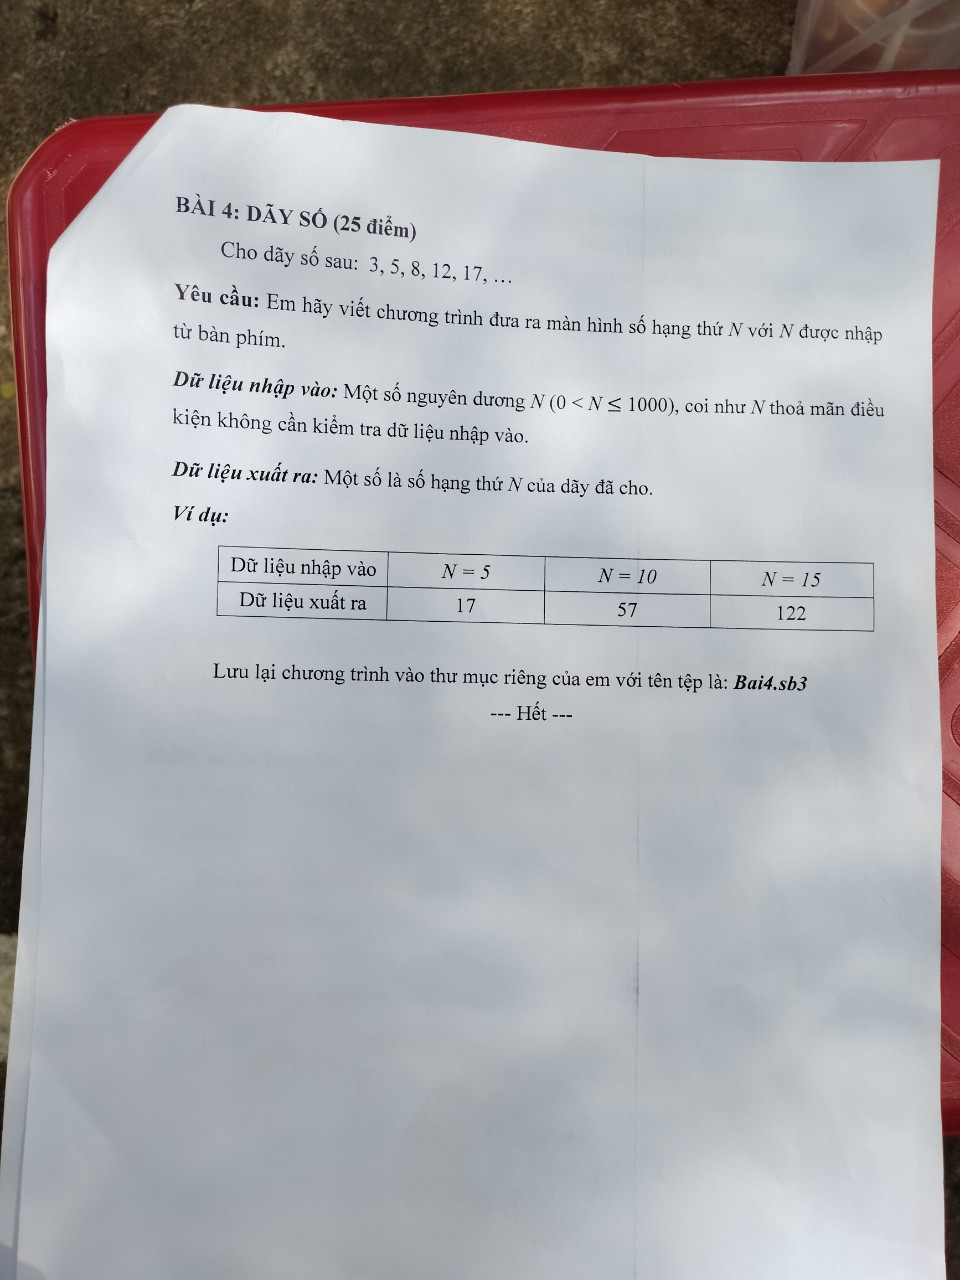 BÀI 4: DÃY SỐ (25 điểm)
Cho dãy số sau: 3, 5, 8, 12, 17, …
Yêu cầu: Em hãy viết chương trình đưa ra màn hình số hạng thứ N với N được nhập
từ bàn phím.
Dữ liệu nhập vào: Một số nguyên dương N (0 < N ≤ 1000), coi như N thoả mãn điều
kiện không cần kiểm tra dữ liệu nhập vào.
Dữ liệu xuất ra: Một số là số hạng thứ N của dãy đã cho.
Ví dụ:
Dữ liệu nhập vào N = 5 N = 10 N = 15
Dữ liệu xuất ra 17 57 122
Lưu lại chương trình vào thư mục riêng của em với tên tệp là: Bai4.sb3
--- Hết ---